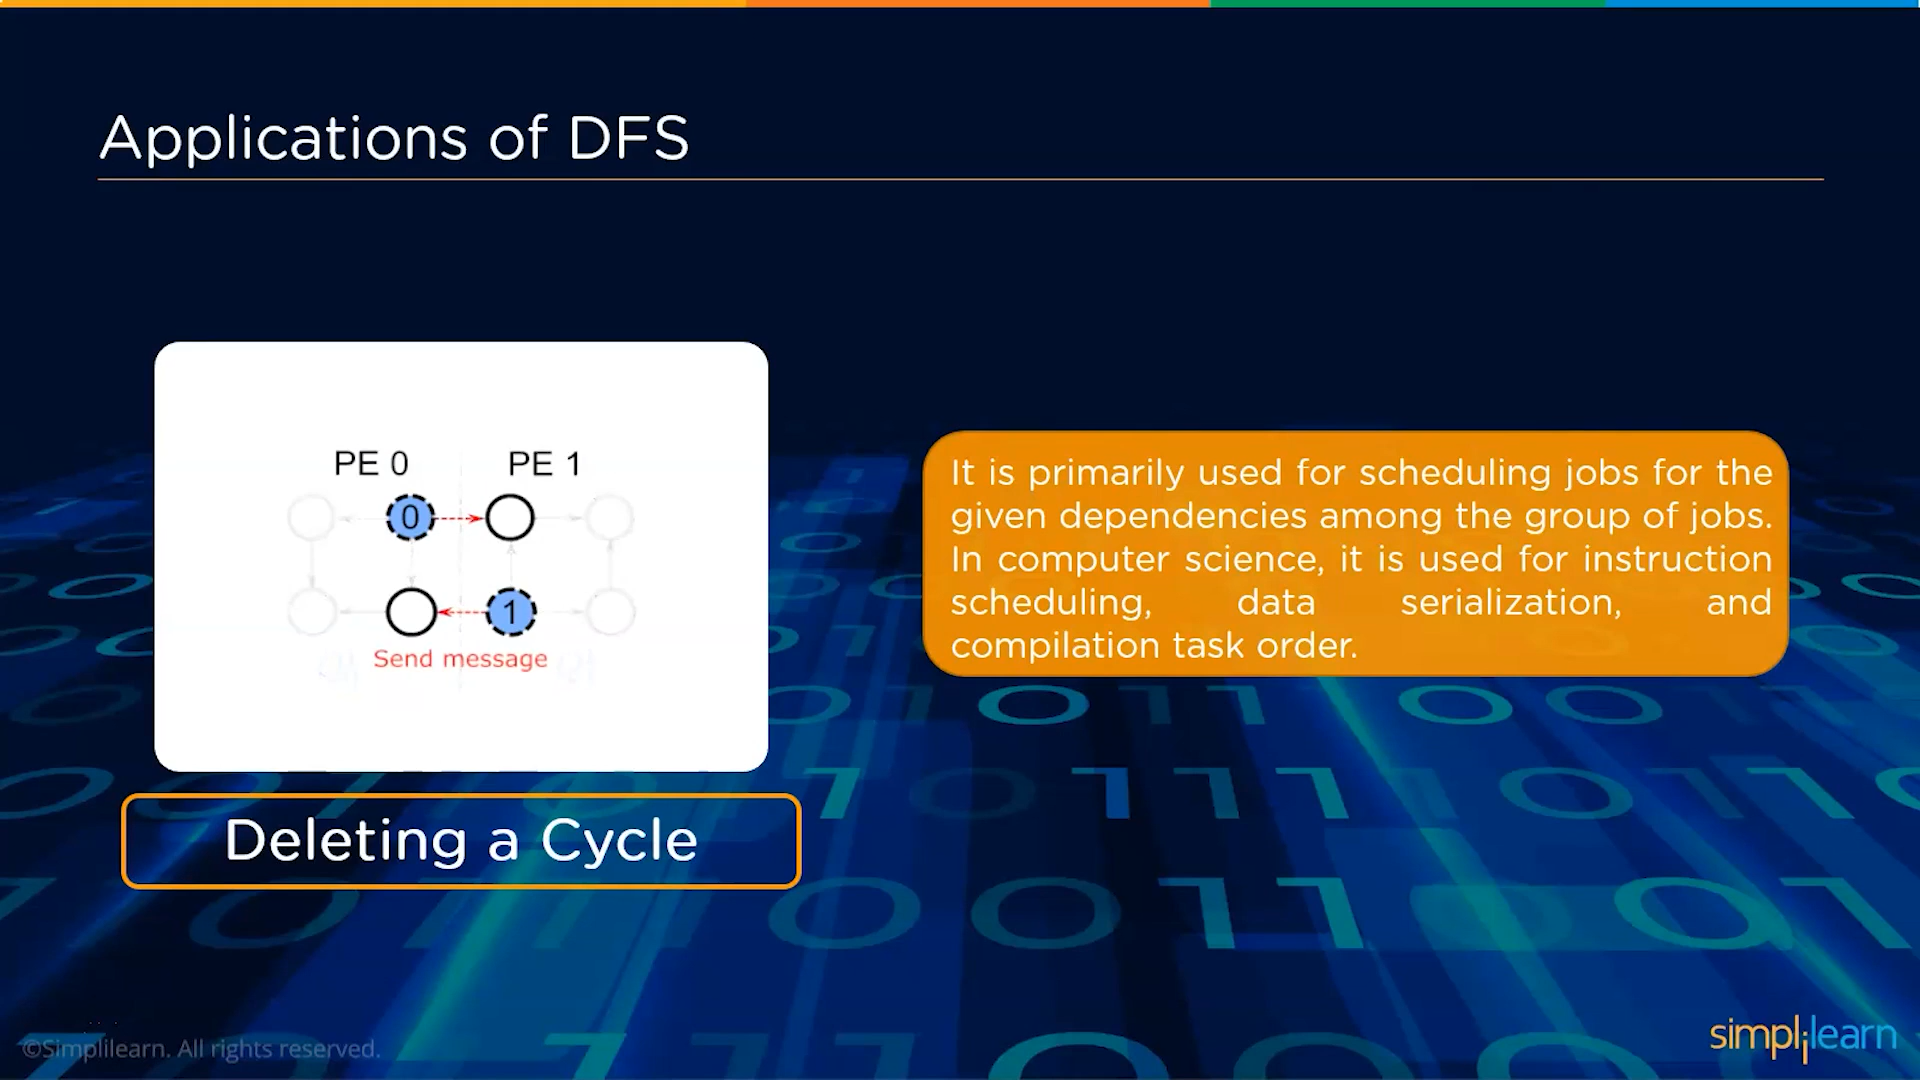 Applications of DFS
PE 0 PE 1
0
1
Send message
Deleting a Cycle
It is primarily used for scheduling jobs for the
given dependencies among the group of jobs.
In computer science, it is used for instruction
scheduling, data serialization, and
compilation task order.
©Simplilearn. All rights reserved.
simplilearn